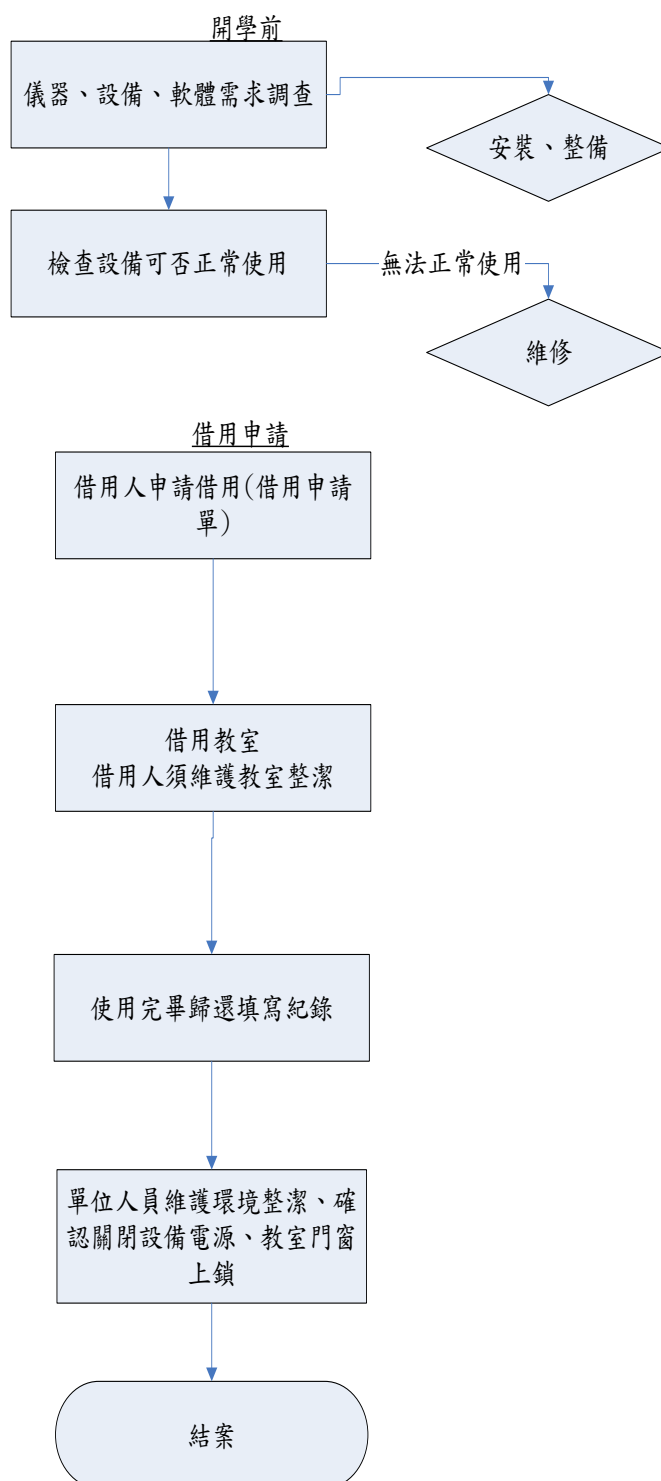 開學前
儀器、設備、軟體需求調查
安裝、整備
檢查設備可否正常使用
無法正常使用
維修
借用申請
借用人申請借用(借用申請
單)
借用教室
借用人須維護教室整潔
使用完畢歸還填寫紀錄
單位人員維護環境整潔、確
認關閉設備電源、教室門窗
上鎖
結案